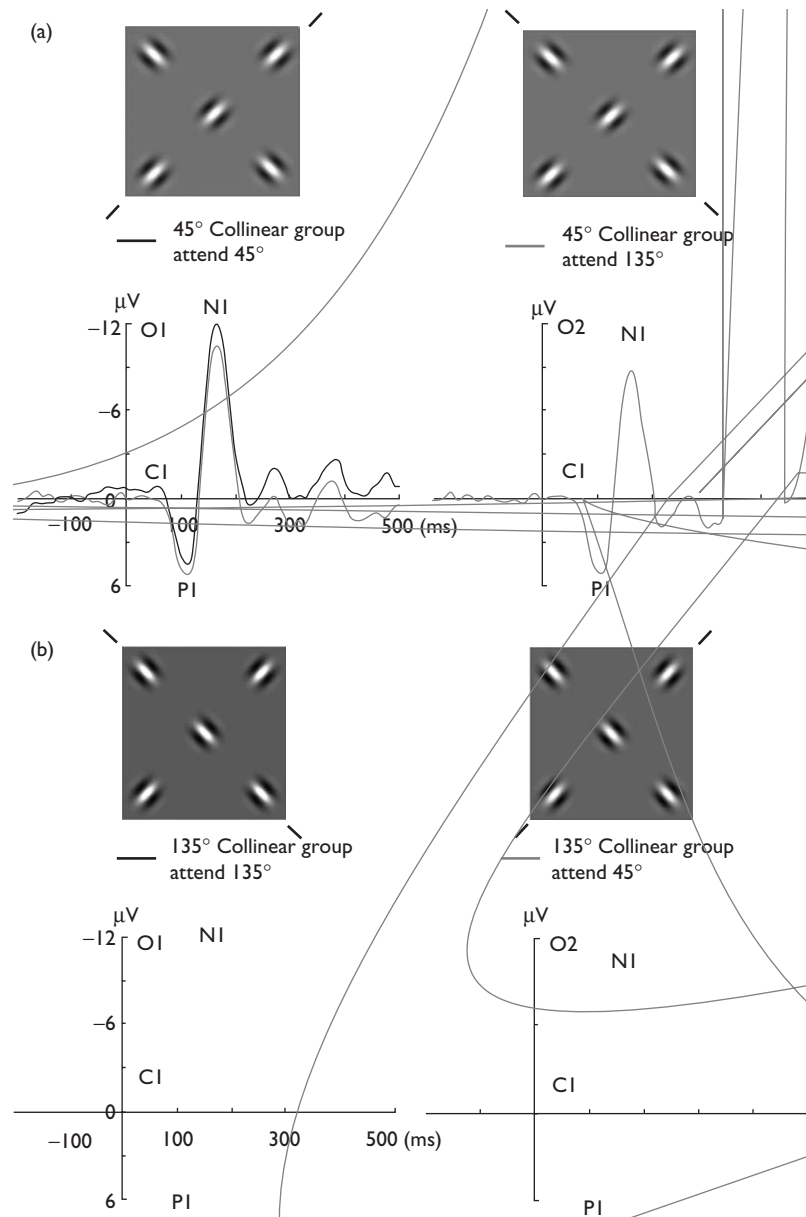 (a)
45° Collinear group
attend 45°
45° Collinear group
attend 135°
μV
−12
O1
N1
−6
C1
0
−100
100
300
500 (ms)
6
P1
μV
O2
N1
C1
P1
(b)
135° Collinear group
attend 135°
135° Collinear group
attend 45°
μV
−12
O1
N1
−6
C1
0
−100
100
300
500 (ms)
6
P1
μV
O2
N1
C1
P1